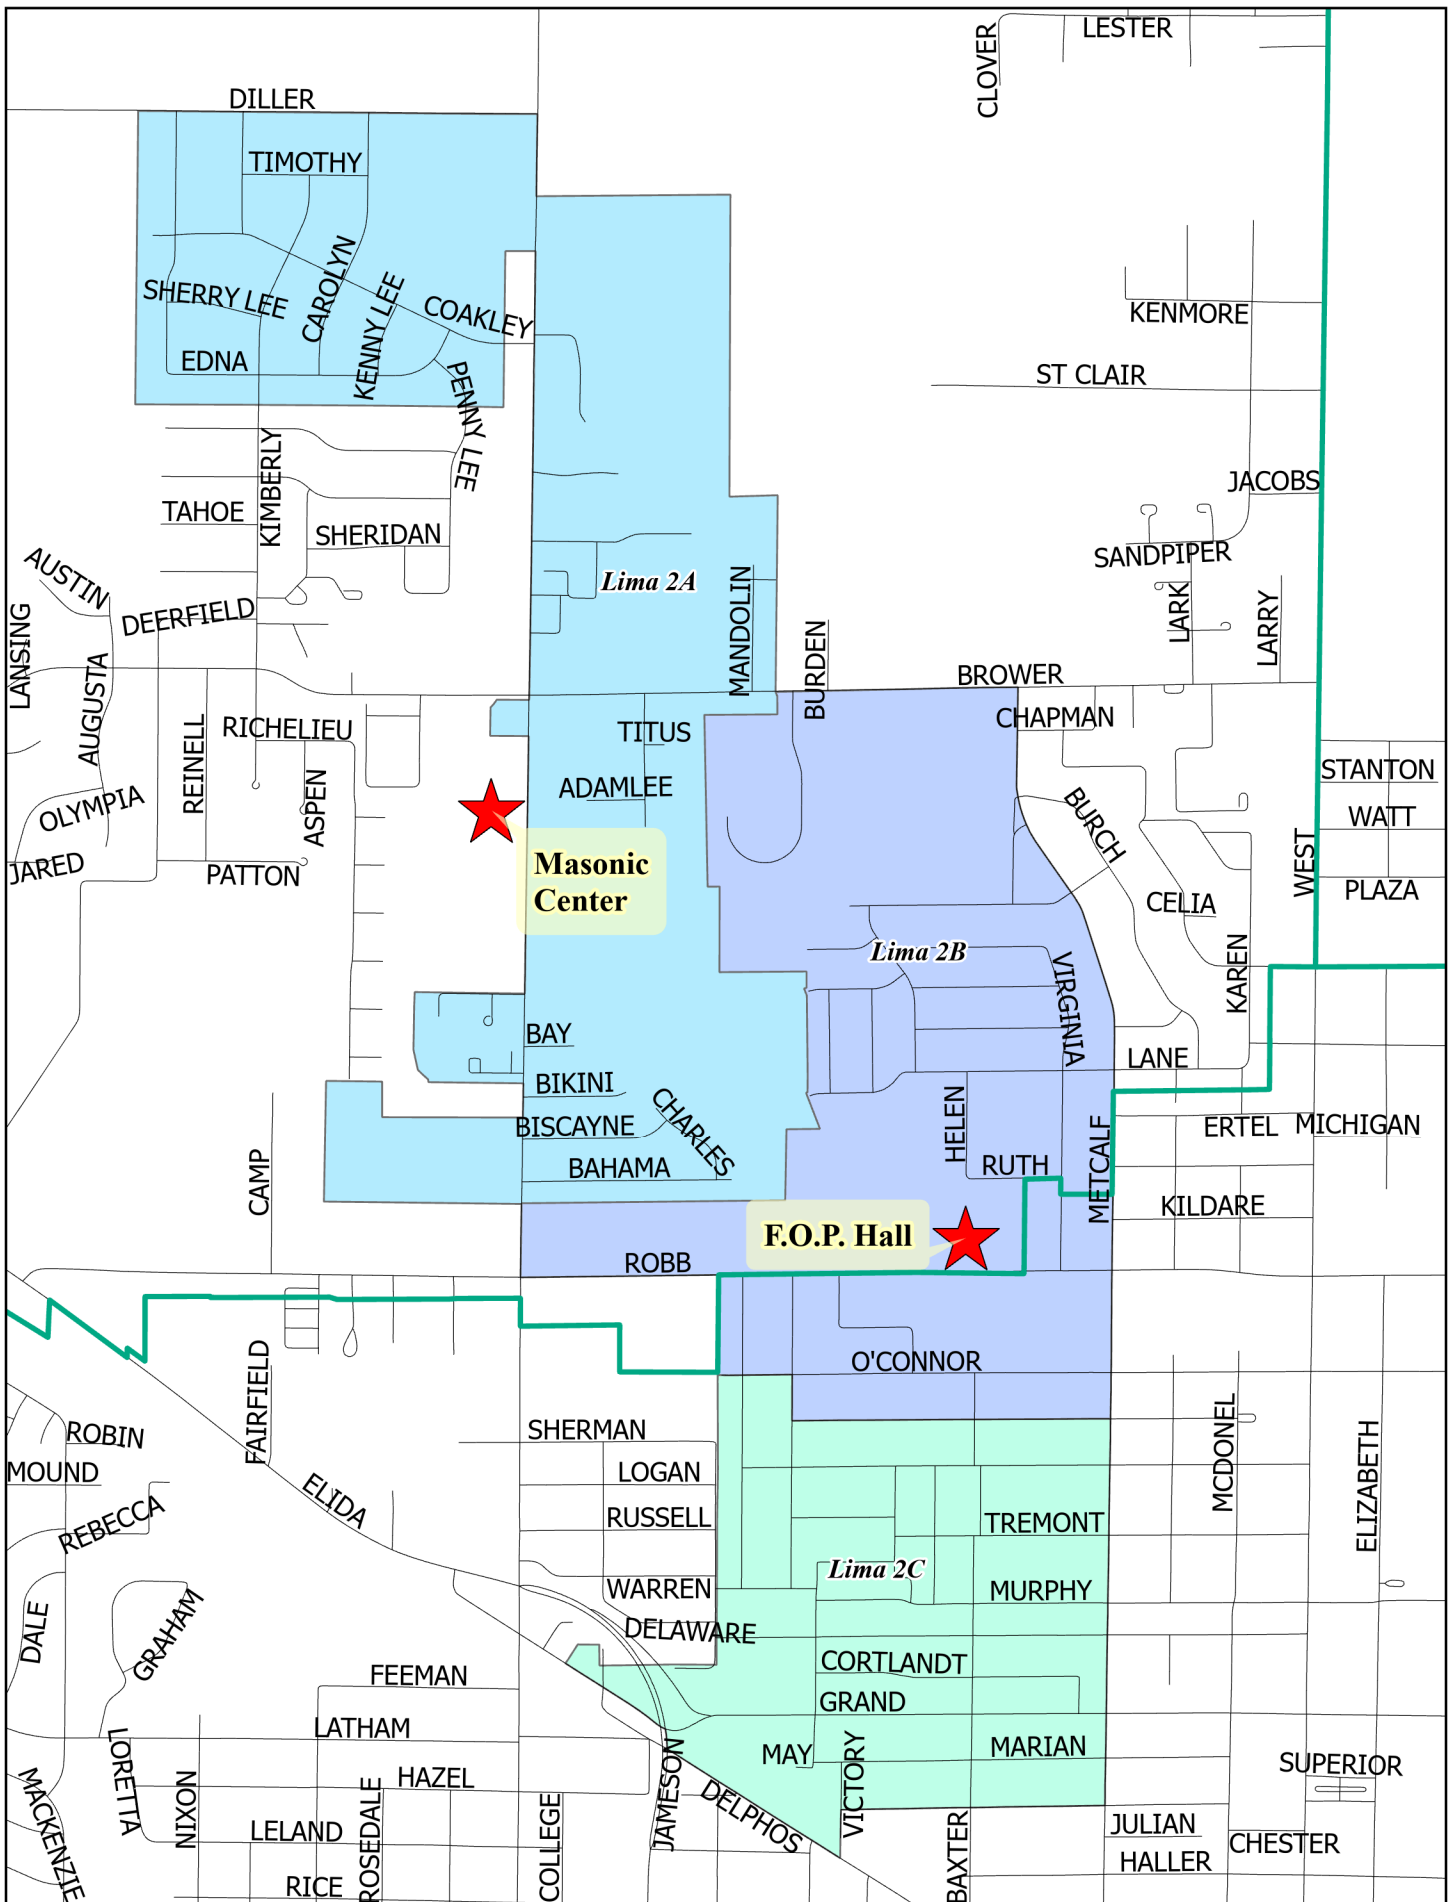 LESTER
CLOVER
DILLER
TIMOTHY
CAROLYN
SHERRY LEE
KENNY LEE
COAKLEY
KENMORE
EDNA
PENNY LEE
ST CLAIR
KIMBERLY
JACOBS
TAHOE
SHERIDAN
SANDPIPER
AUSTIN
Lima 2A
MANDOLIN
LARK
LARRY
DEERFIELD
LANSING
BURDEN
BROWER
AUGUSTA
CHAPMAN
RICHELIEU
TITUS
REINELL
STANTON
ADAMLEE
ASPEN
OLYMPIA
WATT
BURCH
WEST
Masonic
Center
JARED
PATTON
PLAZA
CELIA
Lima 2B
KAREN
VIRGINIA
BAY
LANE
BIKINI
HELEN
CHARLES
BISCAYNE
METCALF
ERTEL
MICHIGAN
BAHAMA
RUTH
CAMP
KILDARE
F.O.P. Hall
ROBB
O'CONNOR
FAIRFIELD
ROBIN
SHERMAN
MCDONEL
ELIZABETH
MOUND
LOGAN
ELIDA
REBECCA
RUSSELL
TREMONT
Lima 2C
WARREN
MURPHY
DALE
GRAHAM
DELAWARE
CORTLANDT
FEEMAN
GRAND
LATHAM
MAY
VICTORY
MARIAN
LORETTA
SUPERIOR
HAZEL
JAMESON
DELPHOS
MACKENZIE
NIXON
ROSEDALE
COLLEGE
LELAND
JULIAN
CHESTER
BAXTER
HALLER
RICE